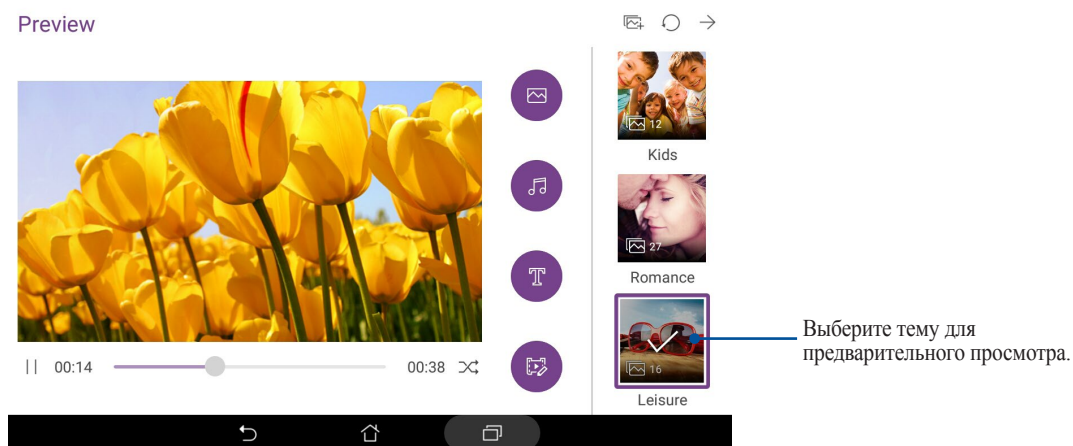 Preview
12
Kids
27
Romance
16
Leisure
00:14
00:38
T
Выберите тему для
предварительного просмотра.